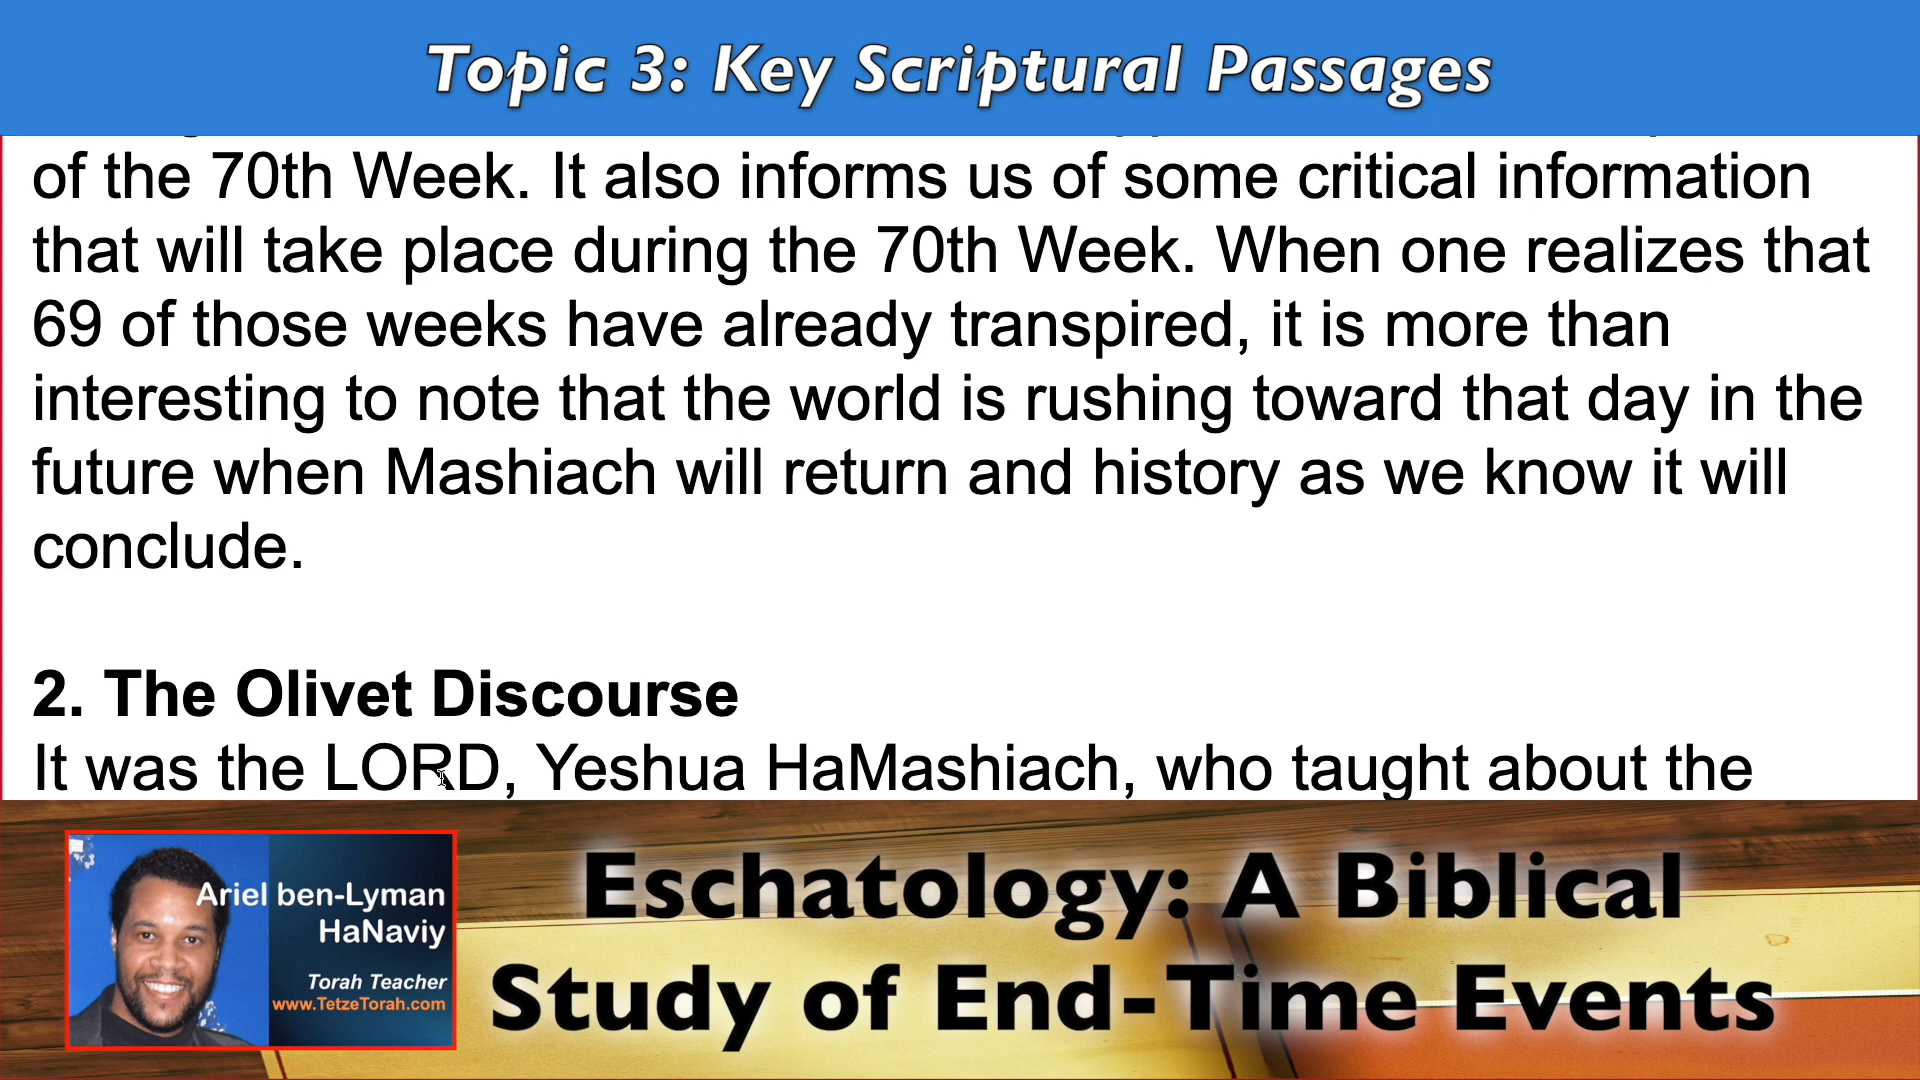 Topic 3: Key Scriptural Passages
of the 70th Week. It also informs us of some critical information
that will take place during the 70th Week. When one realizes that
69 of those weeks have already transpired, it is more than
interesting to note that the world is rushing toward that day in the
future when Mashiach will return and history as we know it will
conclude.
2. The Olivet Discourse
It was the LORD, Yeshua HaMashiach, who taught about the
Ariel ben-Lyman
HaNaviy
Torah Teacher
www.TetzeTorah.com
Eschatology: A Biblical
Study of End-Time Events